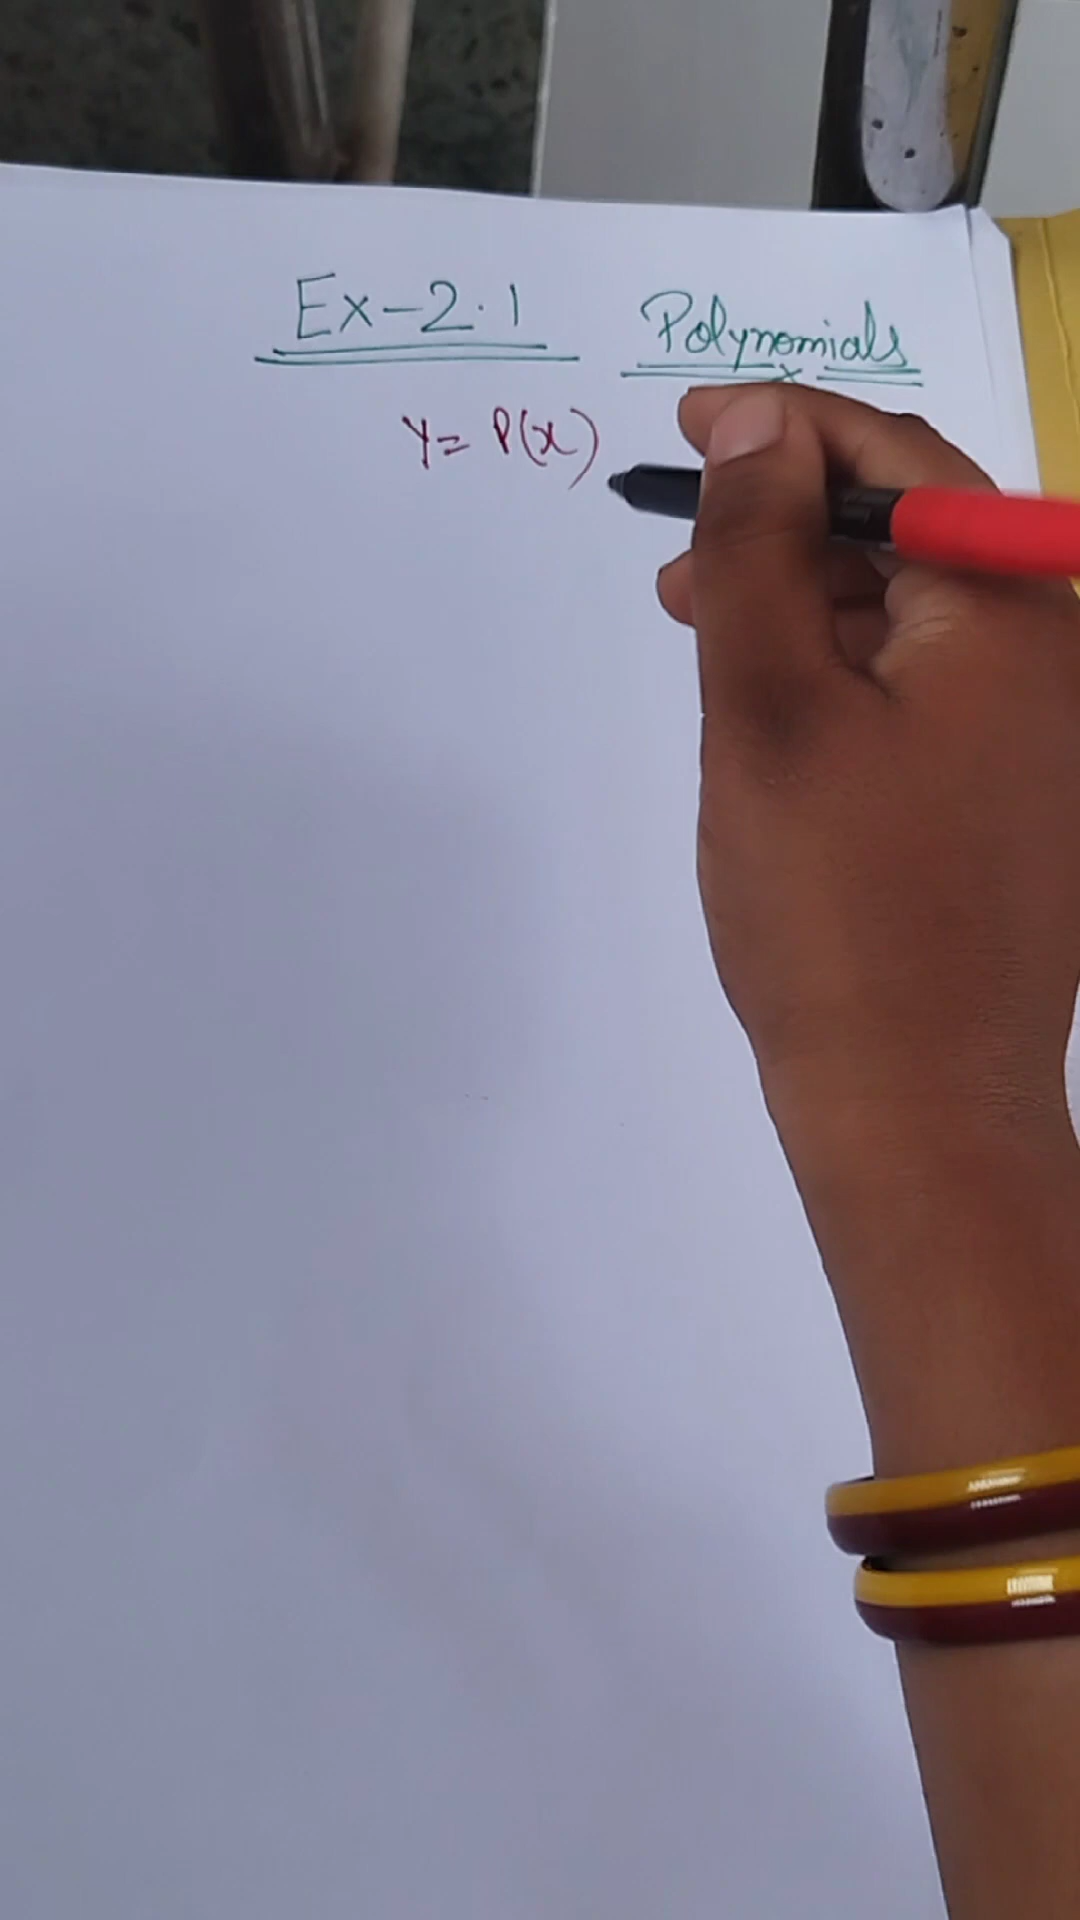 Ex-2.1 Polynomials
y = P(x)